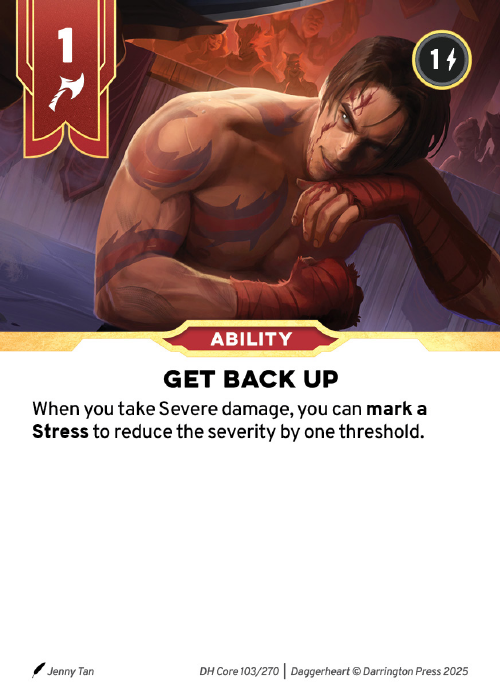 1
1
ABILITY
GET BACK UP
When you take Severe damage, you can mark a
Stress to reduce the severity by one threshold.
Jenny Tan
DH Core 103/270 | Daggerheart © Darrington Press 2025